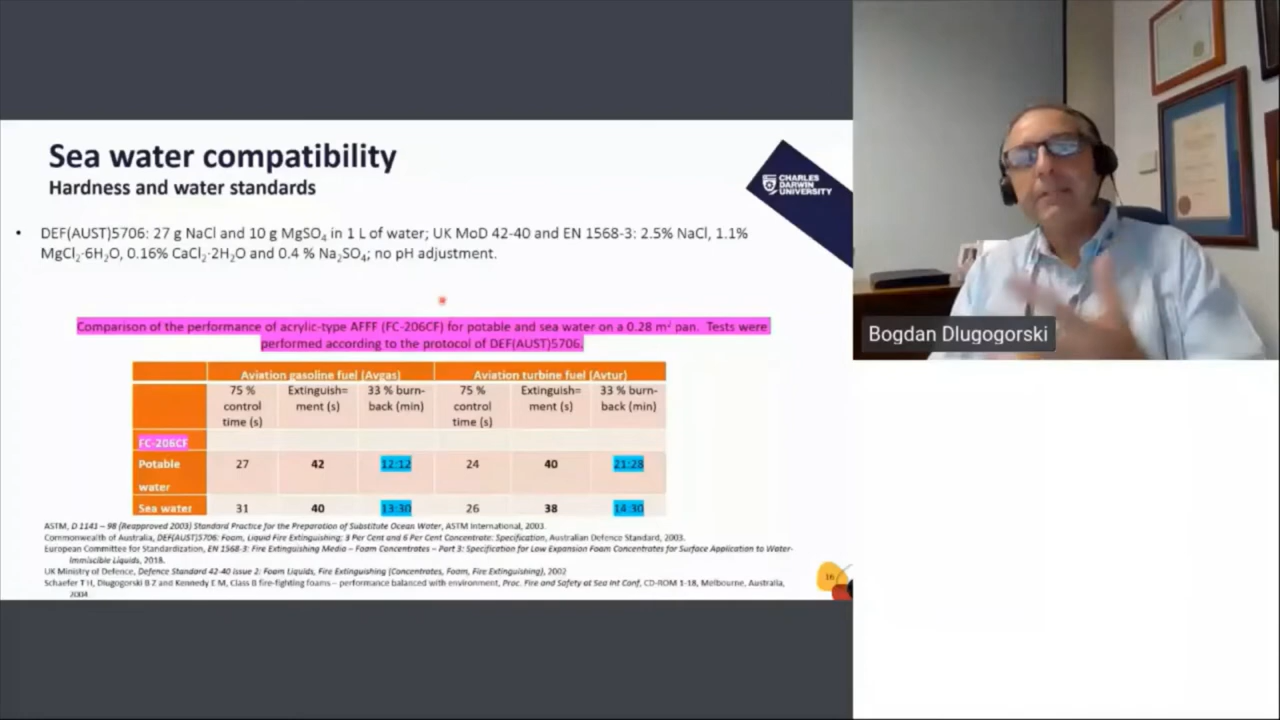 Sea water compatibility
Hardness and water standards
CHARLES
DARWIN
UNIVERSITY
• DEF(AUST)5706: 27 g NaCl and 10 g MgSO₄ in 1 L of water; UK MoD 42-40 and EN 1568-3: 2.5% NaCl, 1.1%
MgCl₂·6H₂O, 0.16% CaCl₂·2H₂O and 0.4 % Na₂SO₄; no pH adjustment.
Comparison of the performance of acrylic-type AFFF (FC-206CF) for potable and sea water on a 0.28 m² pan. Tests were
performed according to the protocol of DEF(AUST)5706.
Aviation gasoline fuel (Avgas) Aviation turbine fuel (Avtur)
75 % Extinguish= 33 % burn- 75 % Extinguish= 33 % burn-
control ment (s) back (min) control ment (s) back (min)
time (s) time (s)
FC-206CF
Potable 27 42 12:12 24 40 21:28
water
Sea water 31 40 13:30 26 38 14:30
ASTM, D 1141 – 98 (Reapproved 2003) Standard Practice for the Preparation of Substitute Ocean Water, ASTM International, 2003.
Commonwealth of Australia, DEF(AUST)5706: Foam, Liquid Fire Extinguishing; 3 Per Cent and 6 Per Cent Concentrate: Specification, Australian Defence Standard, 2003.
European Committee for Standardization, EN 1568-3: Fire Extinguishing Media – Foam Concentrates – Part 3: Specification for Low Expansion Foam Concentrates for Surface Application to Water-
Immiscible Liquids, 2018.
UK Ministry of Defence, Defence Standard 42-40 Issue 2: Foam Liquids, Fire Extinguishing (Concentrates, Foam, Fire Extinguishing), 2002
Schaefer T H, Dlugogorski B Z and Kennedy E M, Class B fire-fighting foams – performance balanced with environment, Proc. Fire and Safety at Sea Int Conf, CD-ROM 1-18, Melbourne, Australia,
2004.
16
Bogdan Dlugogorski